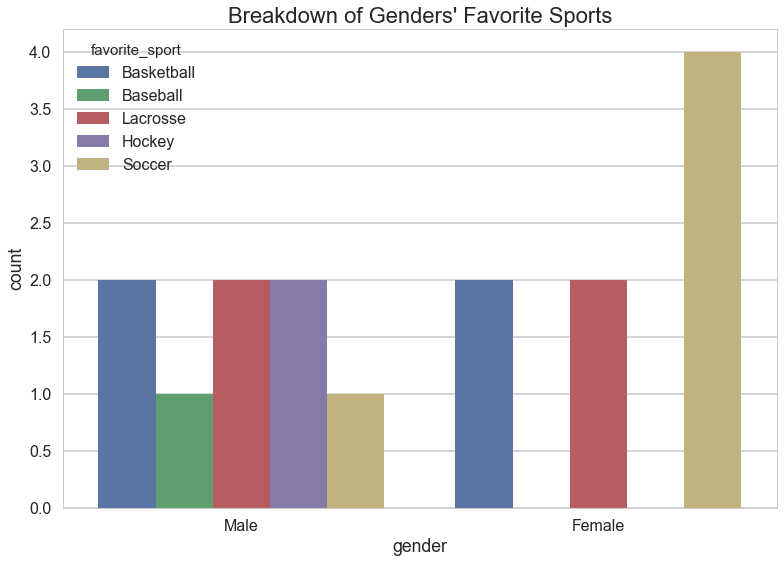 Breakdown of Genders' Favorite Sports
favorite_sport
Basketball
Baseball
Lacrosse
Hockey
Soccer
4.0
3.5
3.0
2.5
2.0
1.5
1.0
0.5
0.0
count
Male
Female
gender